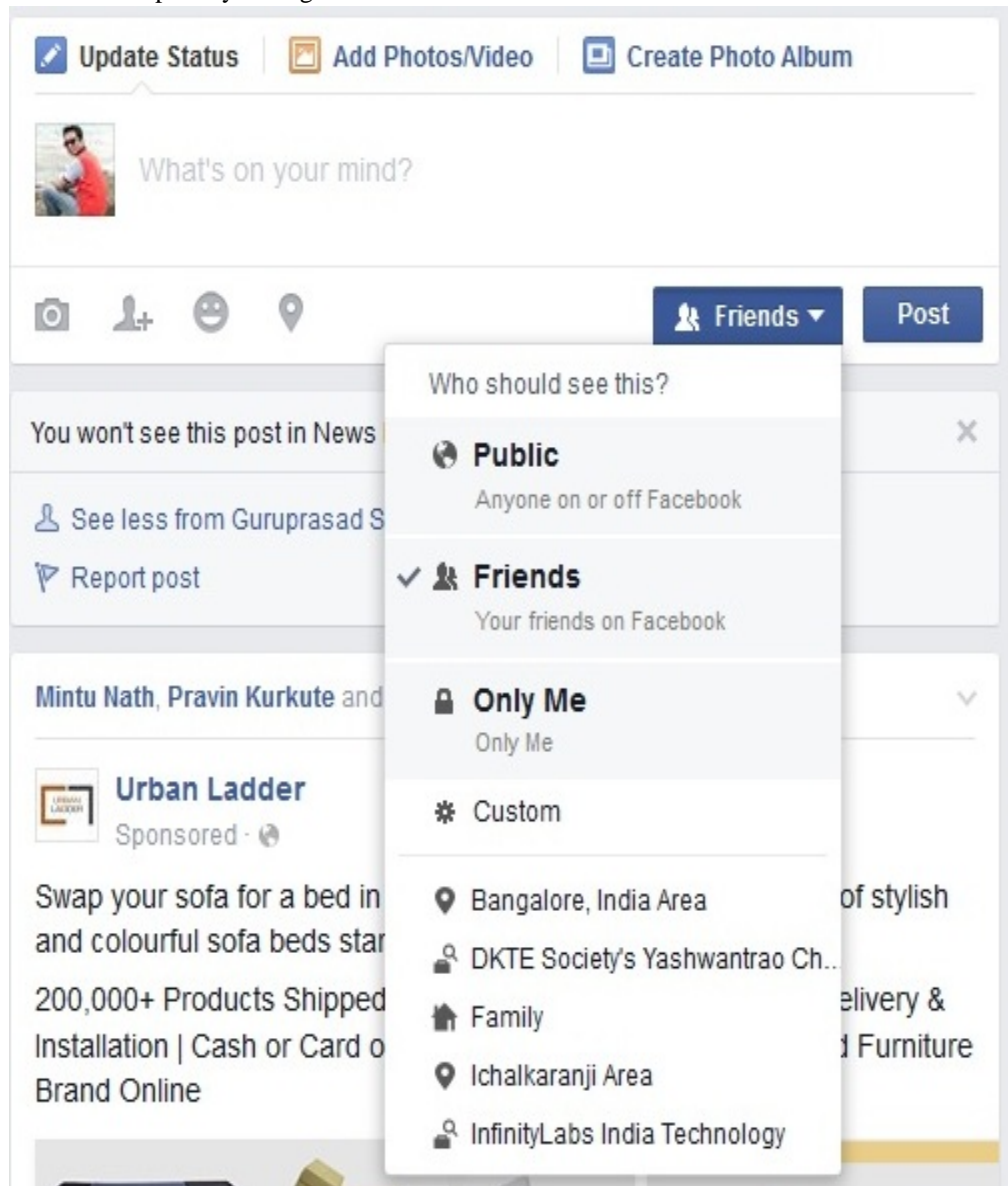 Update Status Add Photos/Video Create Photo Album
What's on your mind?
Friends Post
Who should see this?
Public
Anyone on or off Facebook
Friends
Your friends on Facebook
Only Me
Only Me
Custom
Bangalore, India Area
DKTE Society's Yashwantrao Ch...
Family
Ichalkaranji Area
InfinityLabs India Technology
You won't see this post in News
See less from Guruprasad S
Report post
Mintu Nath, Pravin Kurkute and
URBAN
LADDER
Urban Ladder
Sponsored ·
Swap your sofa for a bed in of stylish
and colourful sofa beds star
200,000+ Products Shipped elivery &
Installation | Cash or Card o d Furniture
Brand Online